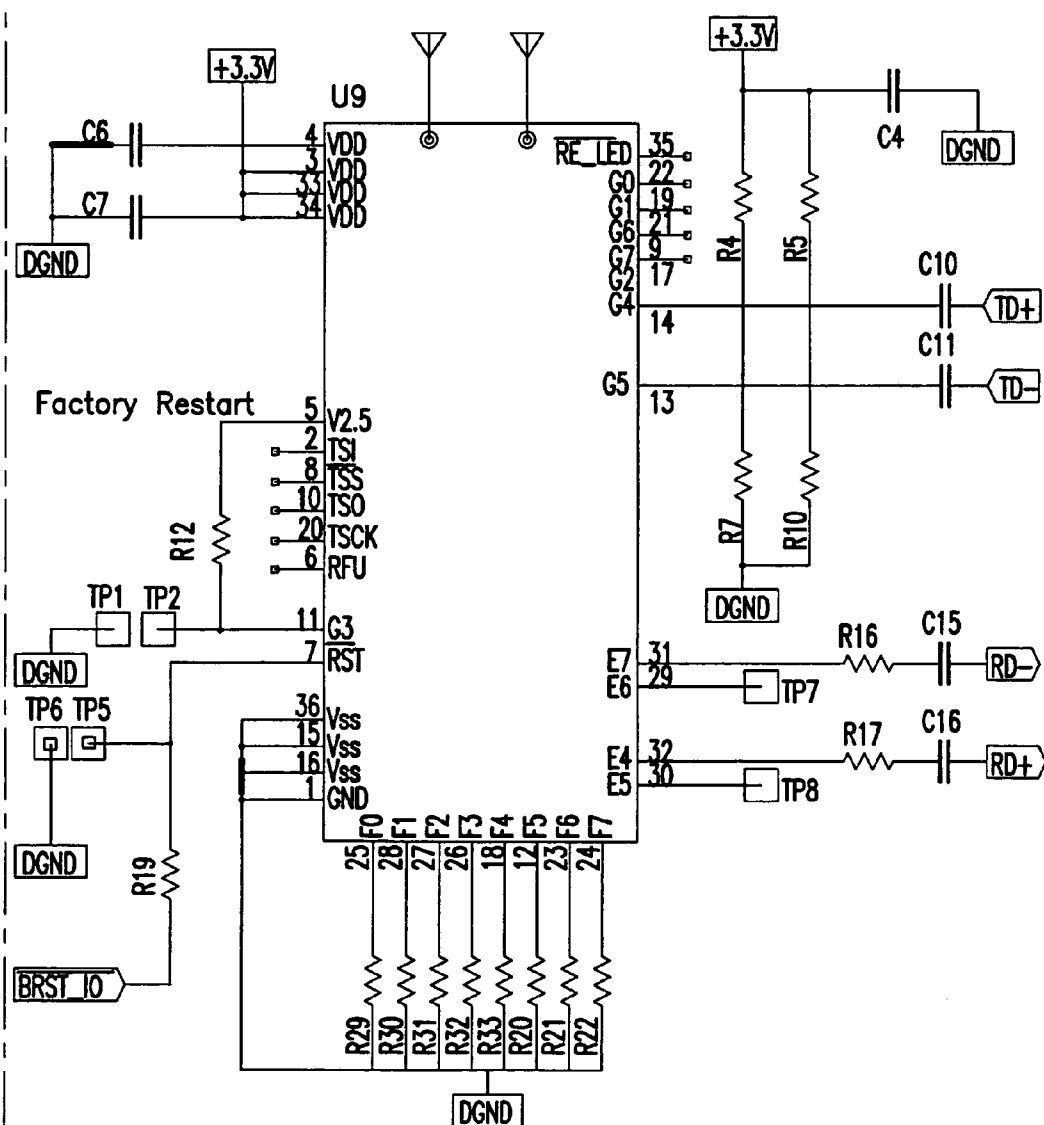 +3.3V
+3.3V
U9
C6
4 VDD
3 VDD
33 VDD
34 VDD
C7
DGND
RE_LED 35
G0 22
G1 19
G6 21
G7 9
G2 17
G4
14
G5
13
C4
DGND
R4
R5
C10
TD+
C11
TD-
Factory Restart
5 V2.5
2 TSI
8 TSS
10 TSO
20 TSCK
6 RFU
R12
R7
R10
DGND
TP1 TP2
11 G3
7 RST
DGND
TP6 TP5
36 Vss
15 Vss
16 Vss
1 GND
DGND
R19
BRST_IO
E7 31
E6 29
R16
C15
RD-
TP7
E4 32
E5 30
R17
C16
RD+
TP8
F0 F1 F2 F3 F4 F5 F6 F7
25 28 27 26 18 12 23 24
R29 R30 R31 R32 R33 R20 R21 R22
DGND